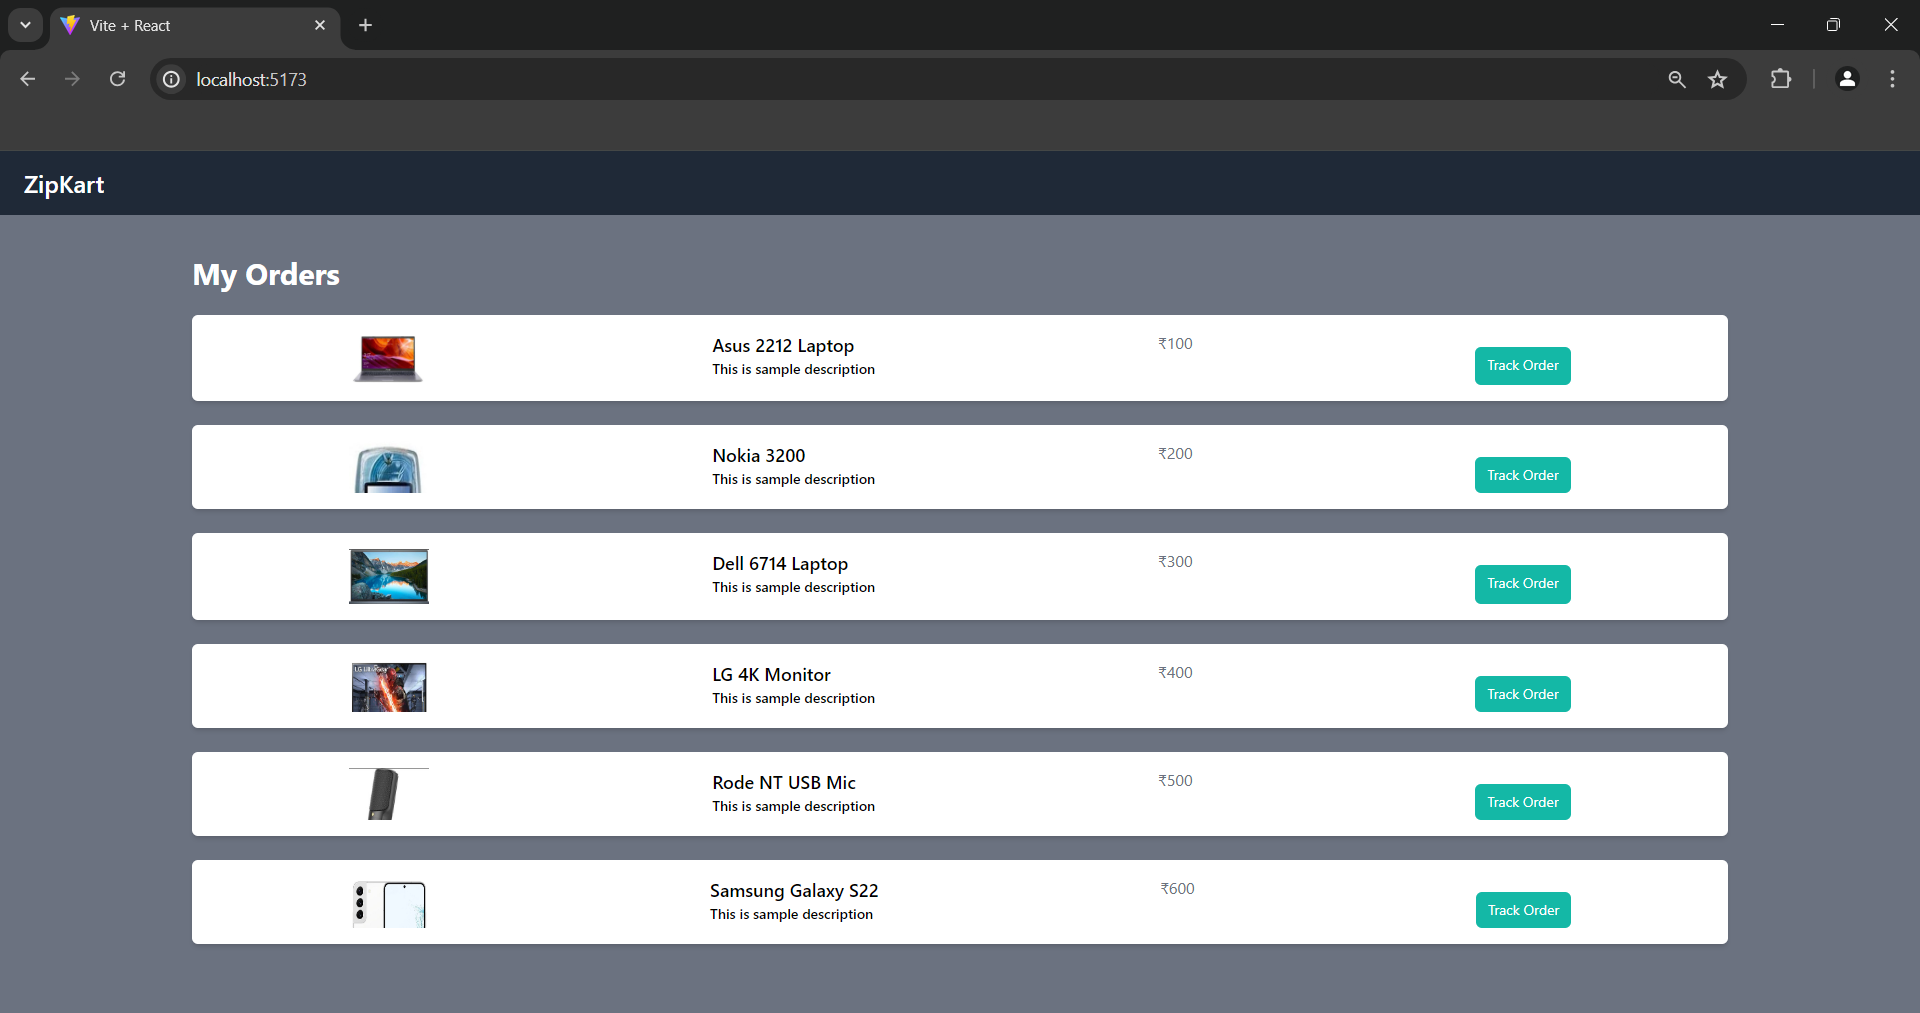 Vite + React
localhost:5173
ZipKart
My Orders
Asus 2212 Laptop
This is sample description
₹100
Track Order
Nokia 3200
This is sample description
₹200
Track Order
Dell 6714 Laptop
This is sample description
₹300
Track Order
LG 4K Monitor
This is sample description
₹400
Track Order
Rode NT USB Mic
This is sample description
₹500
Track Order
Samsung Galaxy S22
This is sample description
₹600
Track Order